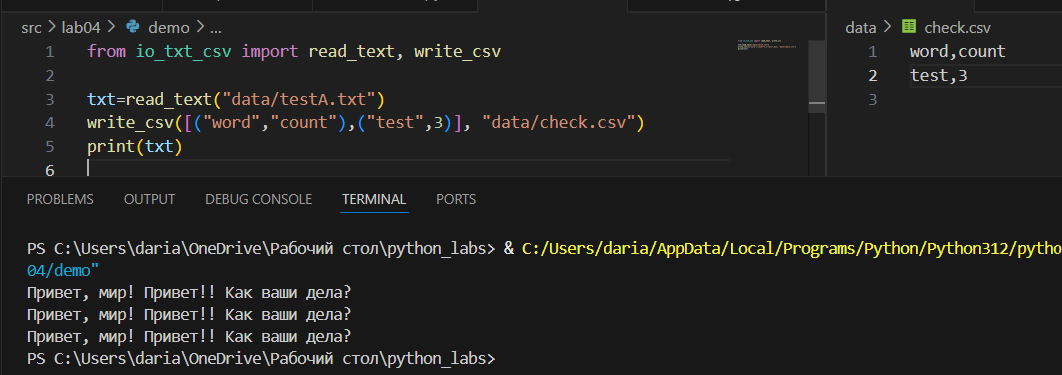 src > lab04 > demo > ...
1 from io_txt_csv import read_text, write_csv
2
3 txt=read_text("data/testA.txt")
4 write_csv([("word","count"),("test",3)], "data/check.csv")
5 print(txt)
6
data > check.csv
1 word,count
2 test,3
3
PROBLEMS OUTPUT DEBUG CONSOLE TERMINAL PORTS
PS C:\Users\daria\OneDrive\Рабочий стол\python_labs> & C:/Users/daria/AppData/Local/Programs/Python/Python312/pytho
04/demo"
Привет, мир! Привет!! Как ваши дела?
Привет, мир! Привет!! Как ваши дела?
Привет, мир! Привет!! Как ваши дела?
PS C:\Users\daria\OneDrive\Рабочий стол\python_labs>